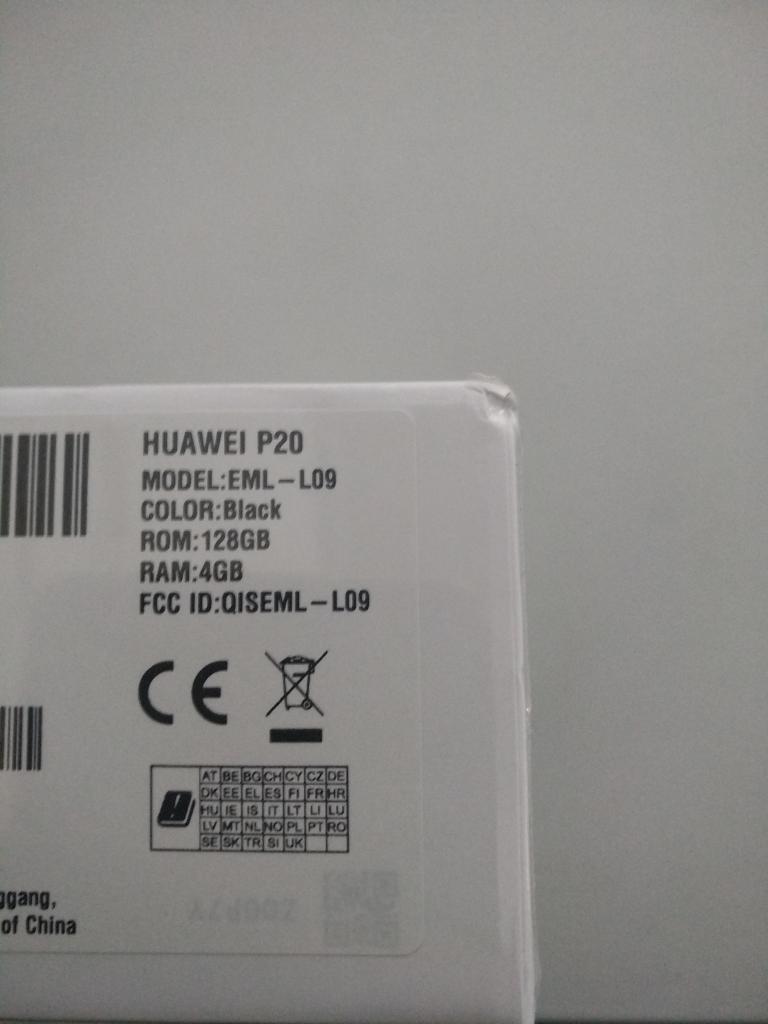 HUAWEI P20
MODEL:EML-L09
COLOR:Black
ROM:128GB
RAM:4GB
FCC ID:QISEML-L09
CE
AT BE BG CH CY CZ DE
DK EE EL ES FI FR HR
HU IE IS IT LT LI LU
LV MT NL NO PL PT RO
SE SK TR SI UK
ggang,
of China